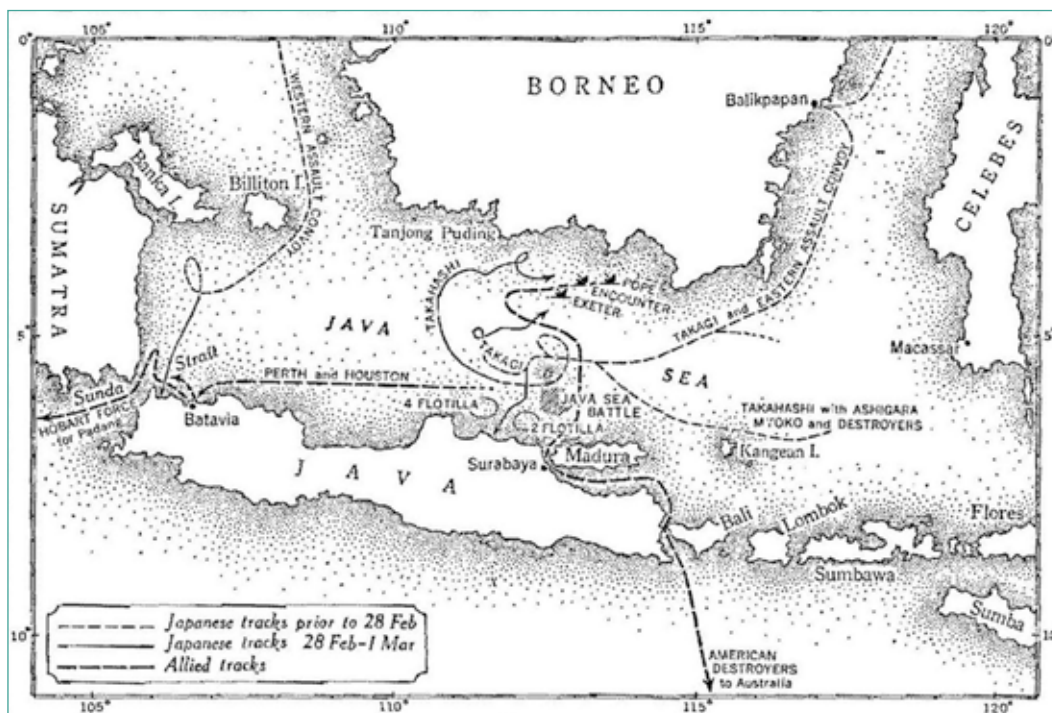 105°
110°
115°
120°
0°
BORNEO
Balikpapan
WESTERN
ASSAULT
CONVOY
Banka I.
Billiton I.
SUMATRA
CELEBES
Tanjong Puding
TAKAHASHI
POPE
ENCOUNTER
EXETER
TAKAGI and EASTERN ASSAULT CONVOY
5°
JAVA
TAKAGI
SEA
Macassar
Strait
Sunda
PERTH and HOUSTON
4 FLOTILLA
JAVA SEA
BATTLE
TAKAHASHI with ASHIGARA
MYOKO and DESTROYERS
HOBART FORCE
for Padang
Batavia
2 FLOTILLA
Madura
Kangean I.
Surabaya
JAVA
Bali
Lombok
Flores
Sumbawa
Sumba
Japanese tracks prior to 28 Feb
Japanese tracks 28 Feb-1 Mar
Allied tracks
10°
AMERICAN
DESTROYERS
to Australia
105°
110°
115°
120°